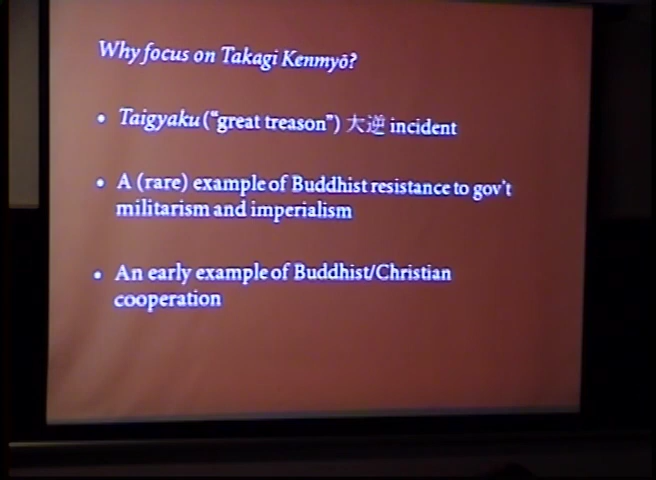 Why focus on Takagi Kenmyō?
• Taigyaku ("great treason") 大逆 incident
• A (rare) example of Buddhist resistance to gov't
militarism and imperialism
• An early example of Buddhist/Christian
cooperation